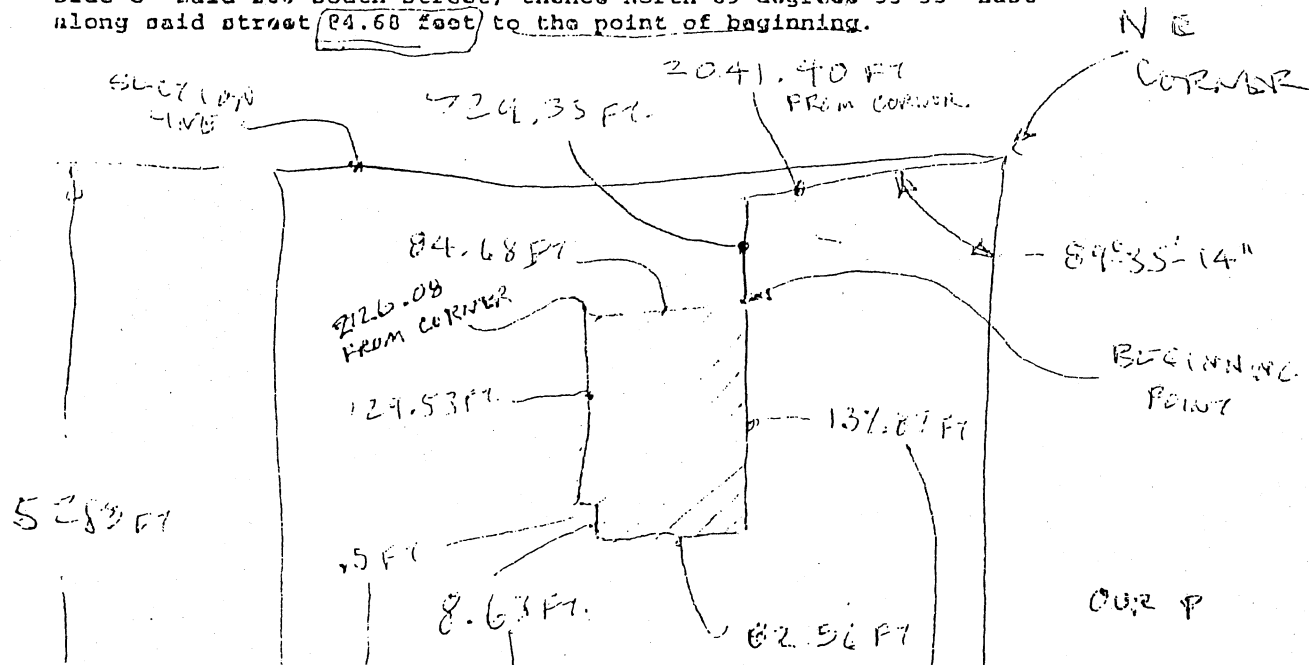 along said street 84.68 feet to the point of beginning.
N E
CORNER
SECTION
LINE
724.35 FT.
2041.40 FT
FROM CORNER.
84.68 FT
89° 35' 14"
2126.08
FROM CORNER
BEGINNING
POINT
129.53 FT.
137.87 FT
5280 FT
.5 FT
8.63 FT.
82.56 FT
OUR P